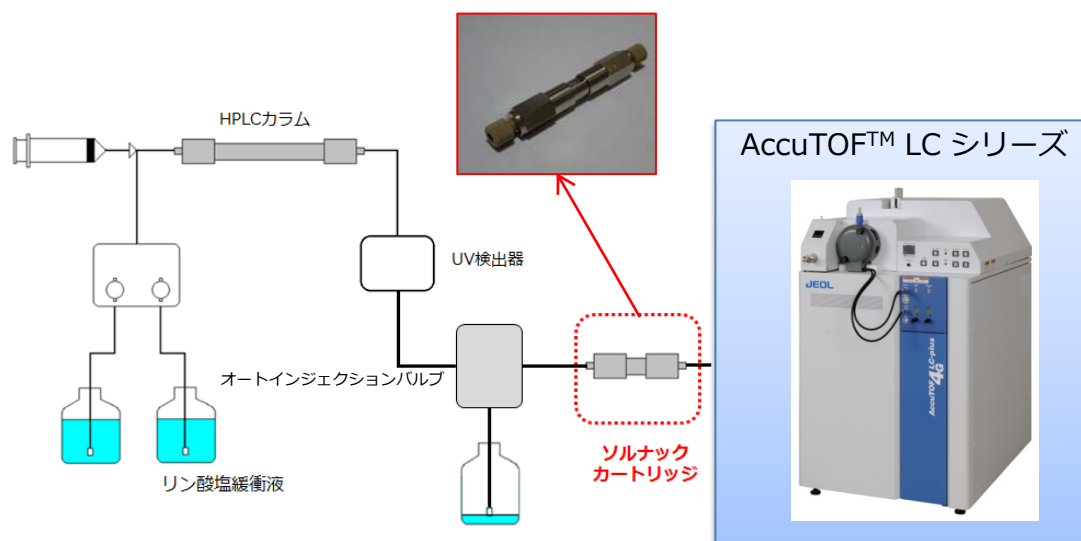 HPLCカラム
AccuTOF™ LC シリーズ
UV検出器
オートインジェクションバルブ
ソルナック
カートリッジ
リン酸塩緩衝液
JEOL
AccuTOF 4G LC-plus